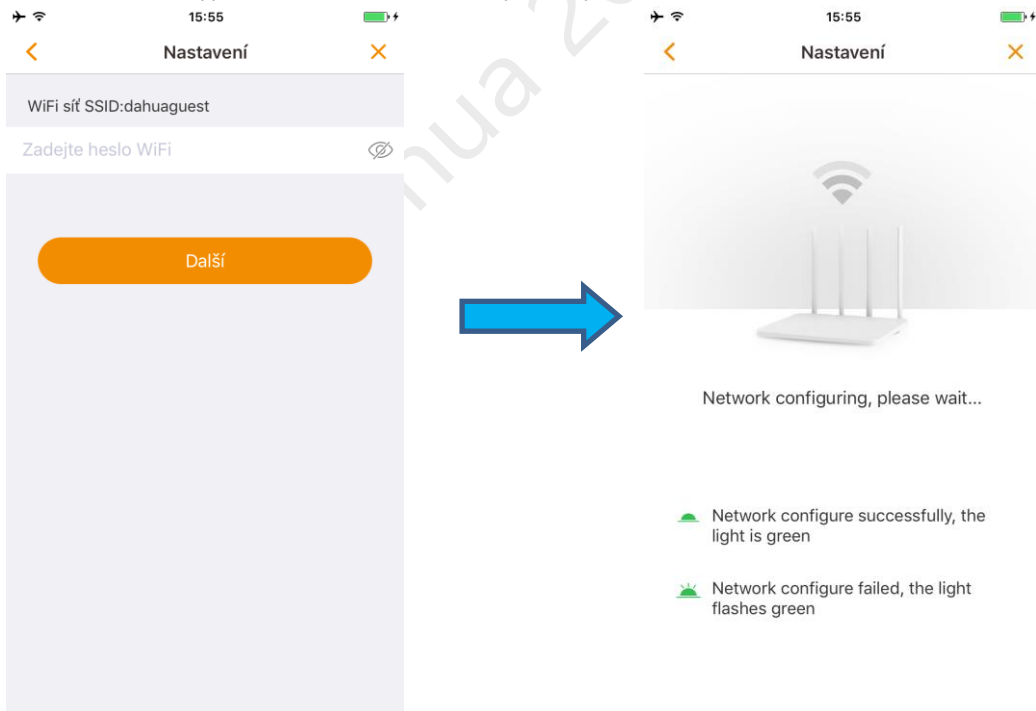 15:55
Nastavení
WiFi síť SSID:dahuaguest
Zadejte heslo WiFi
Další
15:55
Nastavení
Network configuring, please wait...
Network configure successfully, the
light is green
Network configure failed, the light
flashes green